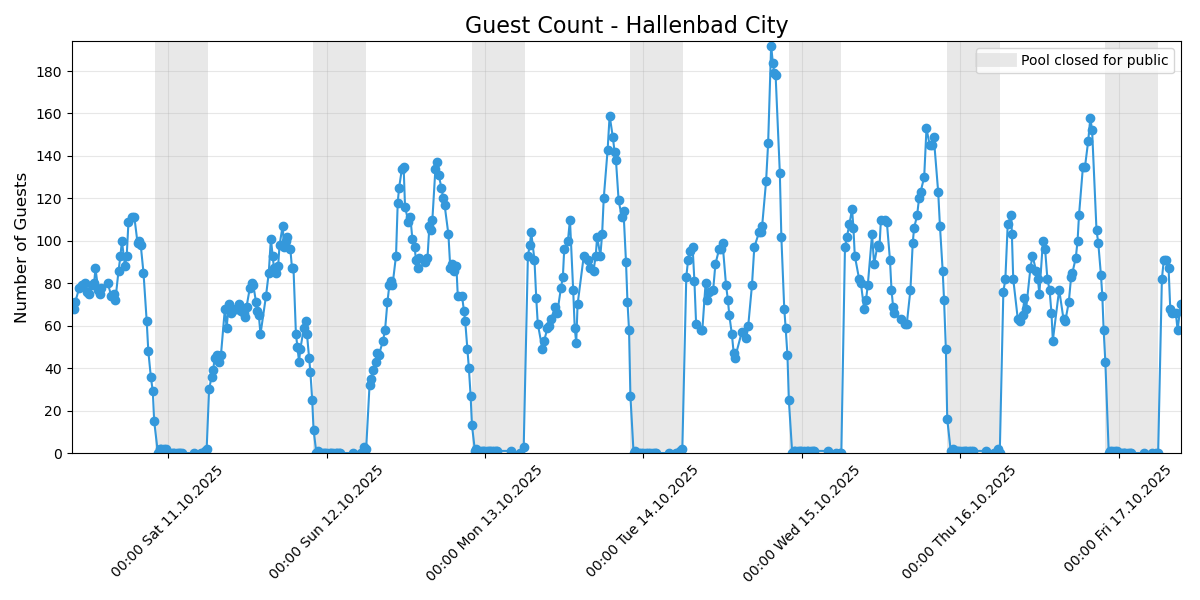 Guest Count - Hallenbad City
Pool closed for public
Number of Guests
180
160
140
120
100
80
60
40
20
0
00:00 Sat 11.10.2025
00:00 Sun 12.10.2025
00:00 Mon 13.10.2025
00:00 Tue 14.10.2025
00:00 Wed 15.10.2025
00:00 Thu 16.10.2025
00:00 Fri 17.10.2025